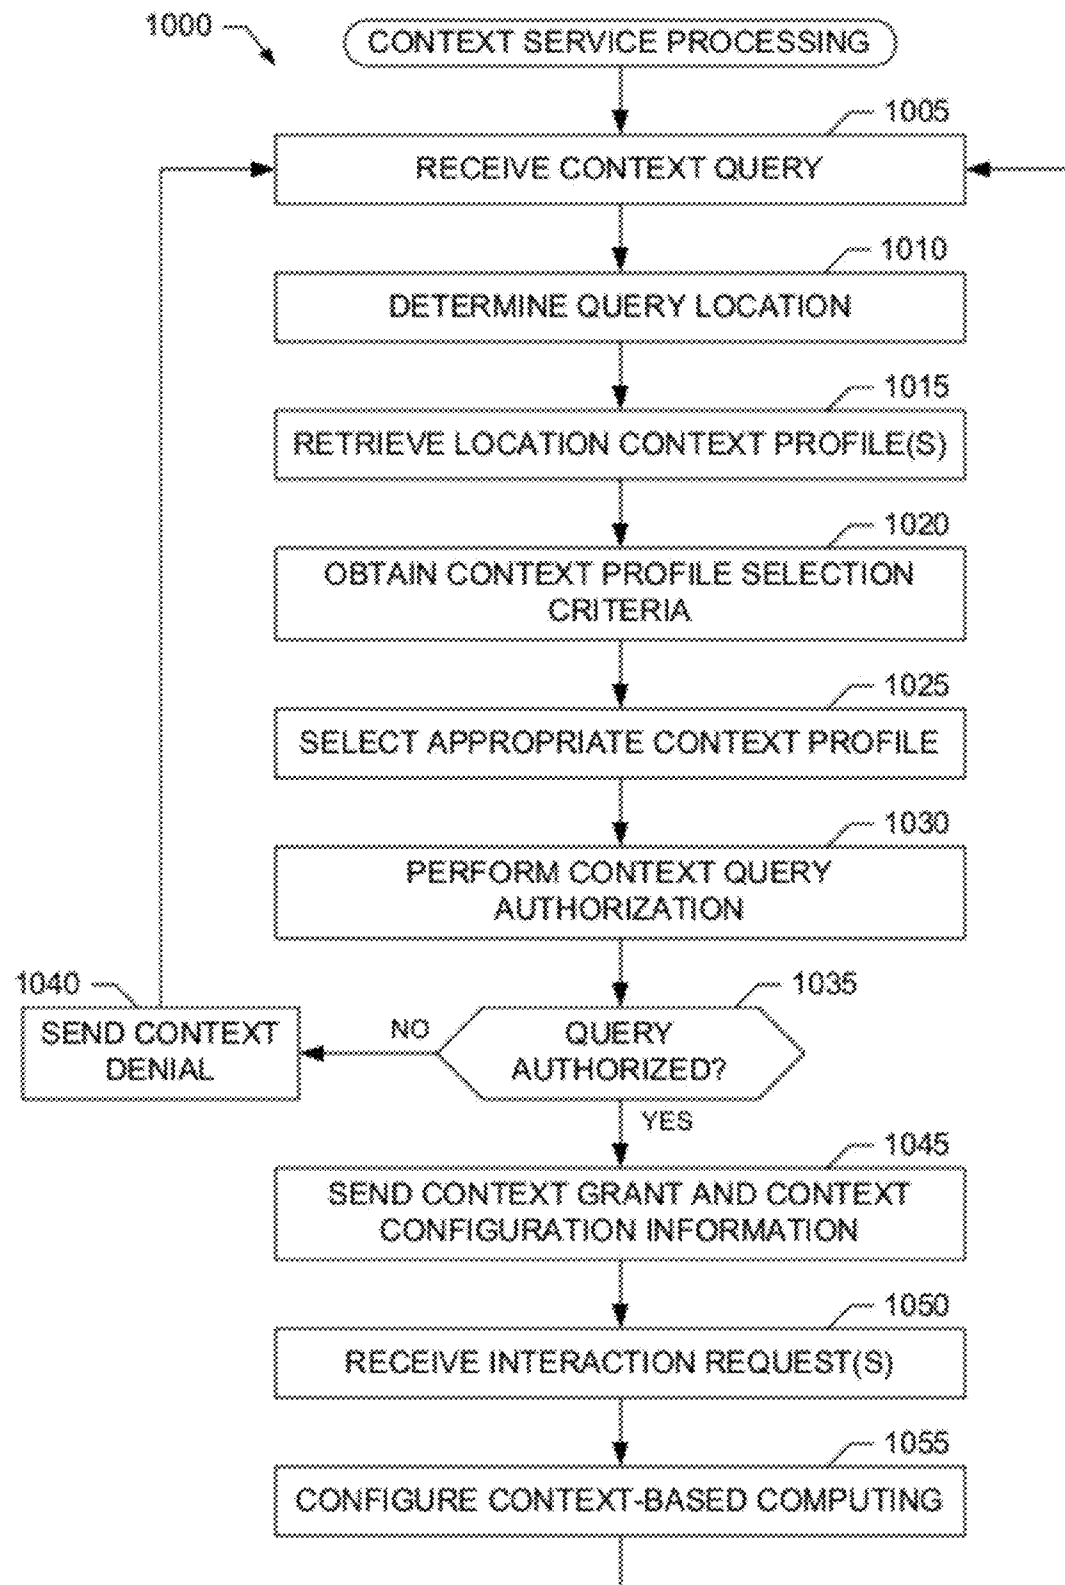 1000
CONTEXT SERVICE PROCESSING
1005
RECEIVE CONTEXT QUERY
1010
DETERMINE QUERY LOCATION
1015
RETRIEVE LOCATION CONTEXT PROFILE(S)
1020
OBTAIN CONTEXT PROFILE SELECTION
CRITERIA
1025
SELECT APPROPRIATE CONTEXT PROFILE
1030
PERFORM CONTEXT QUERY
AUTHORIZATION
1040
SEND CONTEXT
DENIAL
NO
1035
QUERY
AUTHORIZED?
YES
1045
SEND CONTEXT GRANT AND CONTEXT
CONFIGURATION INFORMATION
1050
RECEIVE INTERACTION REQUEST(S)
1055
CONFIGURE CONTEXT-BASED COMPUTING